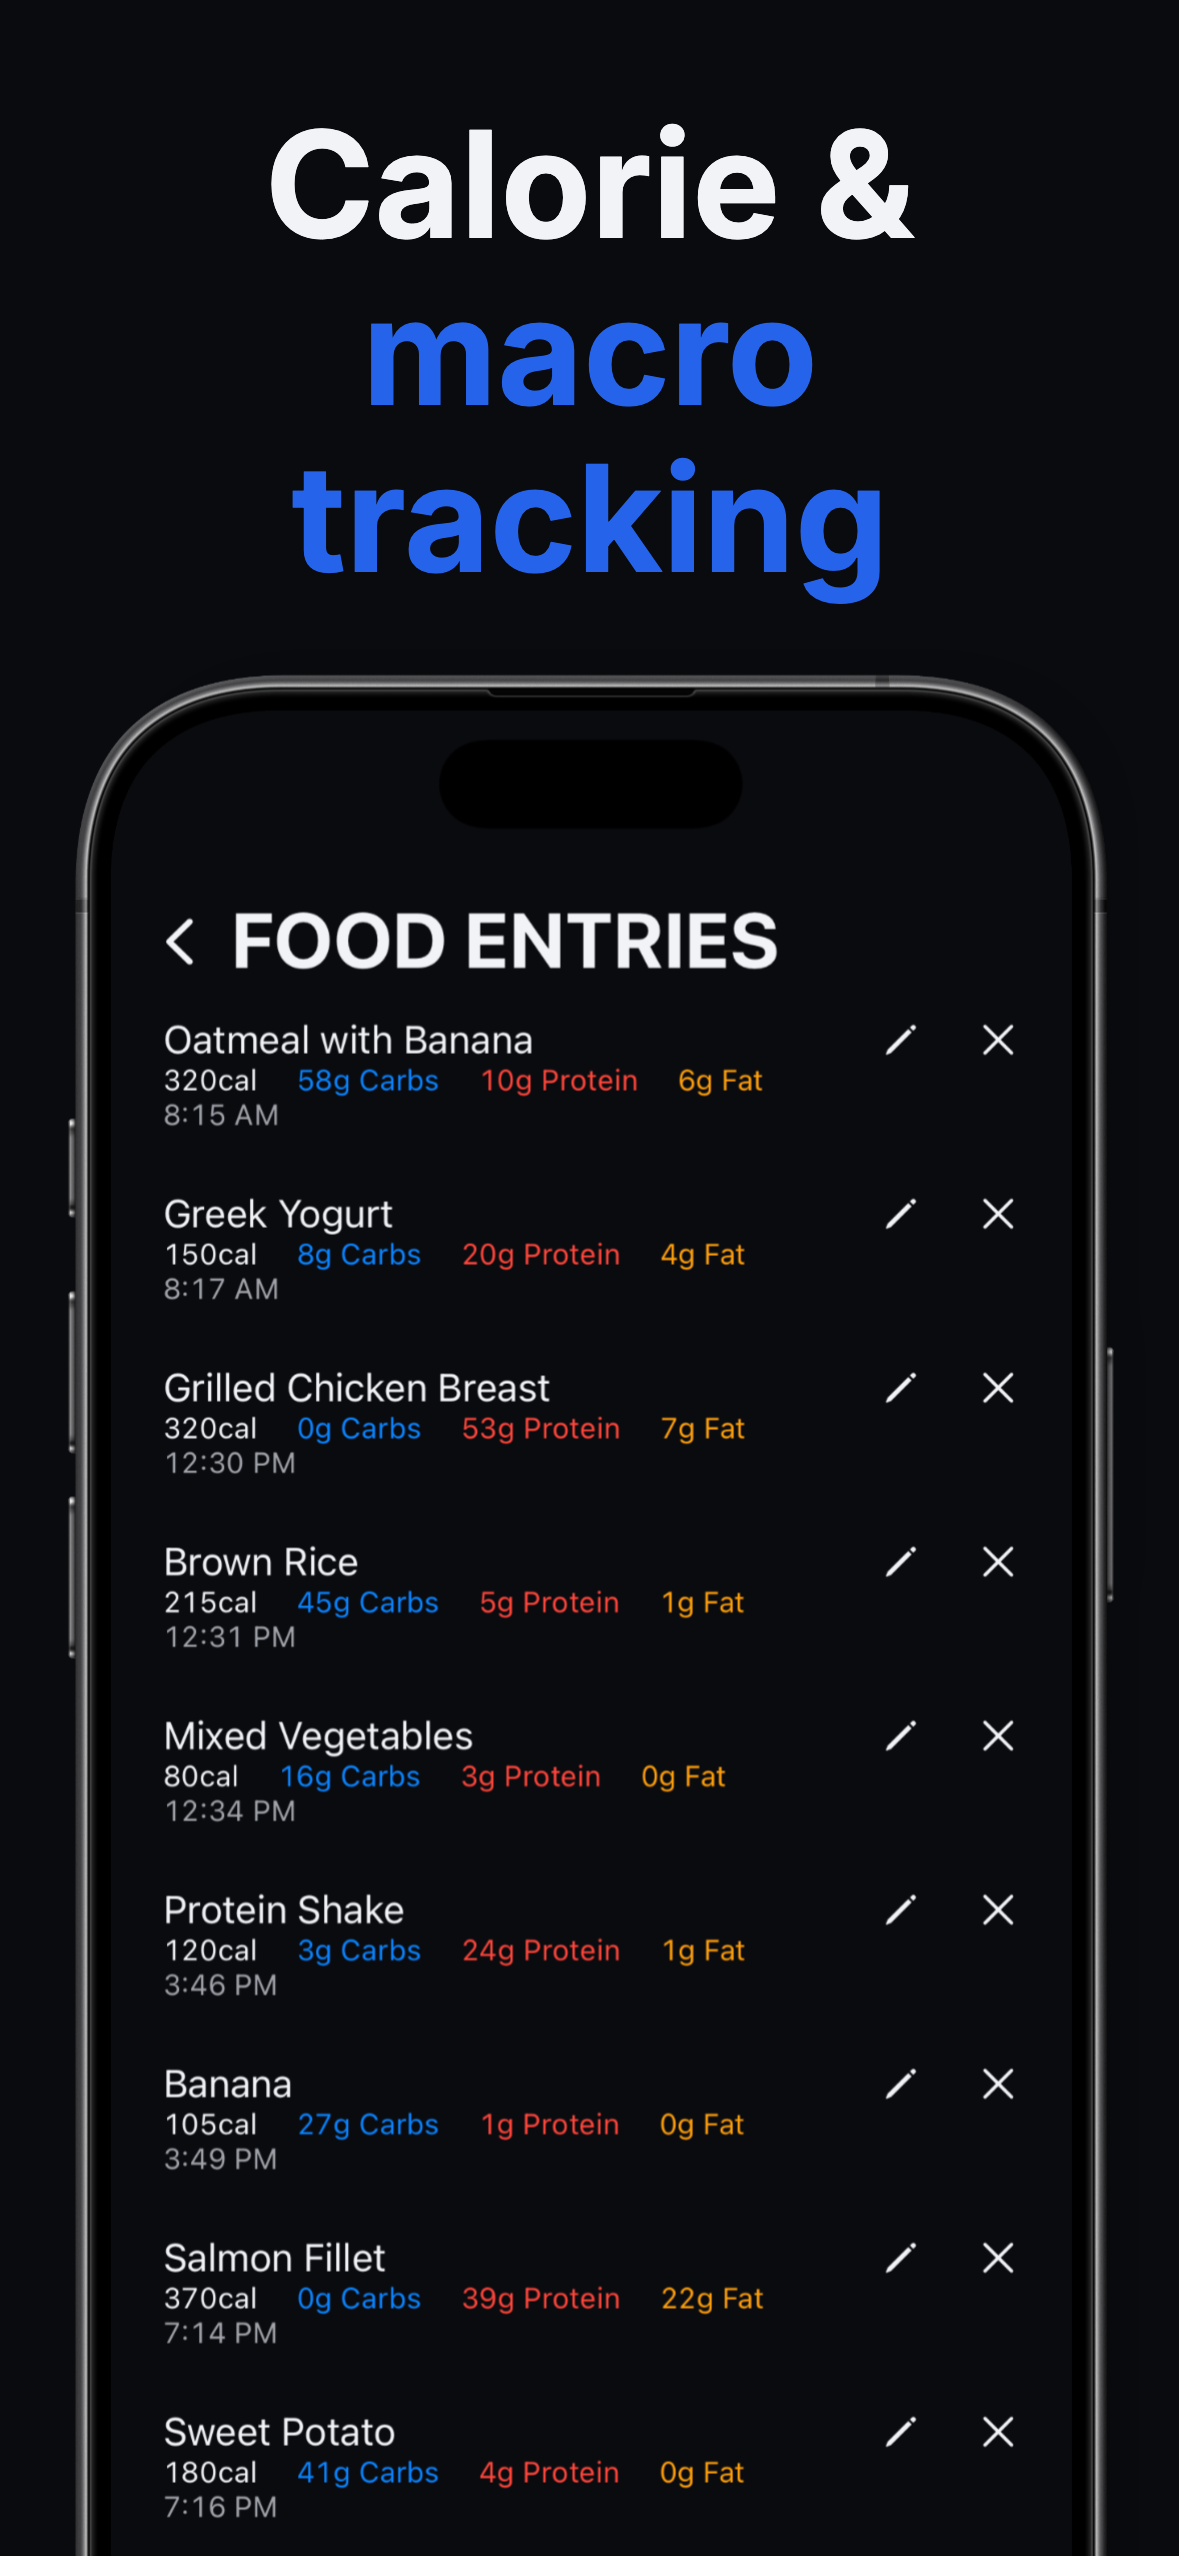 Calorie &
macro
tracking
FOOD ENTRIES
Oatmeal with Banana
320cal 58g Carbs 10g Protein 6g Fat
8:15 AM
Greek Yogurt
150cal 8g Carbs 20g Protein 4g Fat
8:17 AM
Grilled Chicken Breast
320cal 0g Carbs 53g Protein 7g Fat
12:30 PM
Brown Rice
215cal 45g Carbs 5g Protein 1g Fat
12:31 PM
Mixed Vegetables
80cal 16g Carbs 3g Protein 0g Fat
12:34 PM
Protein Shake
120cal 3g Carbs 24g Protein 1g Fat
3:46 PM
Banana
105cal 27g Carbs 1g Protein 0g Fat
3:49 PM
Salmon Fillet
370cal 0g Carbs 39g Protein 22g Fat
7:14 PM
Sweet Potato
180cal 41g Carbs 4g Protein 0g Fat
7:16 PM